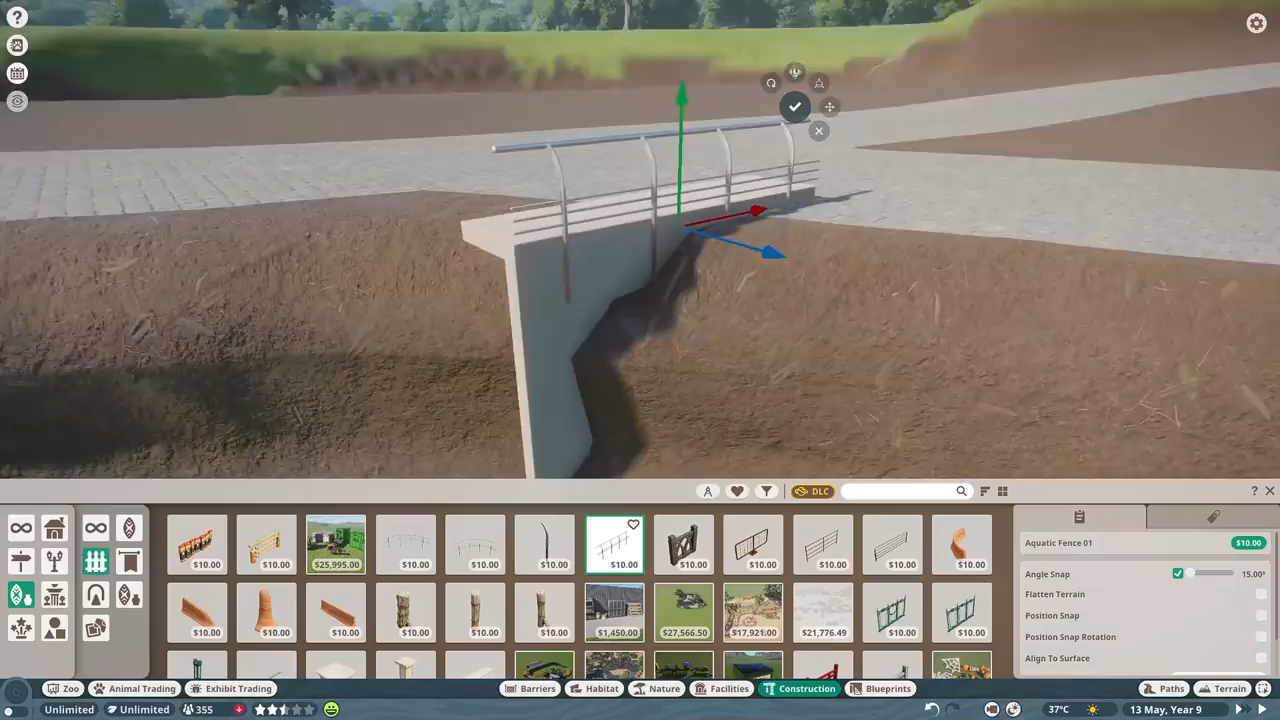 ?
DLC
?
$10.00
$10.00
$25,995.00
$10.00
$10.00
$10.00
$10.00
$10.00
$10.00
$10.00
$10.00
$10.00
Aquatic Fence 01
$10.00
Angle Snap
15.00°
Flatten Terrain
Position Snap
Position Snap Rotation
Align To Surface
$10.00
$10.00
$10.00
$10.00
$10.00
$10.00
$1,450.00
$27,566.50
$17,921.00
$21,776.49
$10.00
$10.00
Zoo
Animal Trading
Exhibit Trading
Barriers
Habitat
Nature
Facilities
Construction
Blueprints
Paths
Terrain
Unlimited
Unlimited
355
37°C
13 May, Year 9